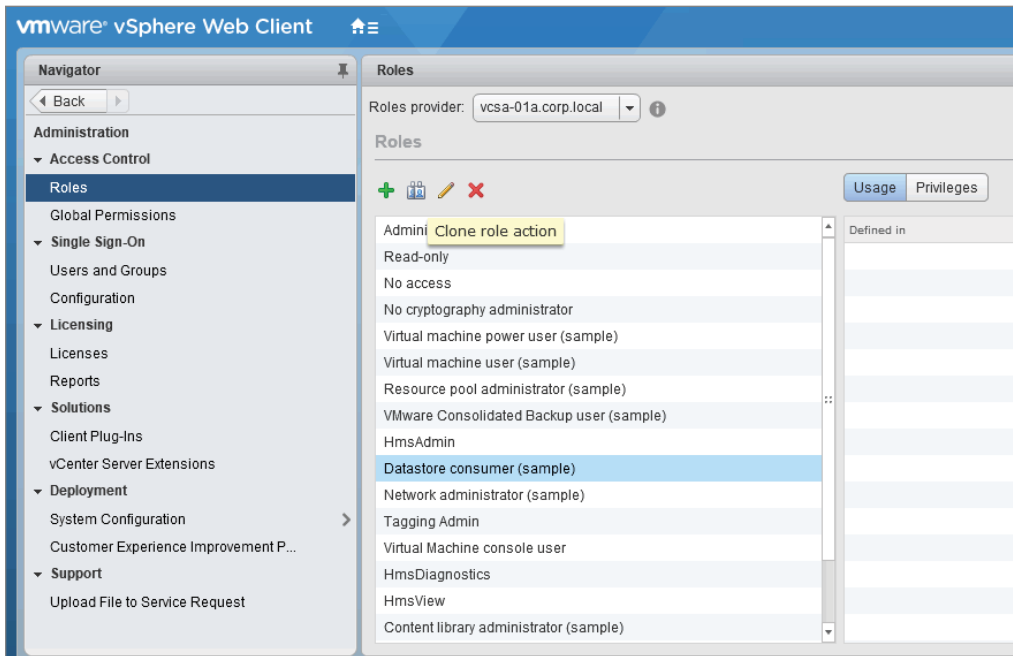 vmware® vSphere Web Client
Navigator
Back
Administration
Access Control
Roles
Global Permissions
Single Sign-On
Users and Groups
Configuration
Licensing
Licenses
Reports
Solutions
Client Plug-Ins
vCenter Server Extensions
Deployment
System Configuration
Customer Experience Improvement P...
Support
Upload File to Service Request
Roles
Roles provider: vcsa-01a.corp.local
Roles
Usage Privileges
Admini
Clone role action
Read-only
No access
No cryptography administrator
Virtual machine power user (sample)
Virtual machine user (sample)
Resource pool administrator (sample)
VMware Consolidated Backup user (sample)
HmsAdmin
Datastore consumer (sample)
Network administrator (sample)
Tagging Admin
Virtual Machine console user
HmsDiagnostics
HmsView
Content library administrator (sample)
Defined in